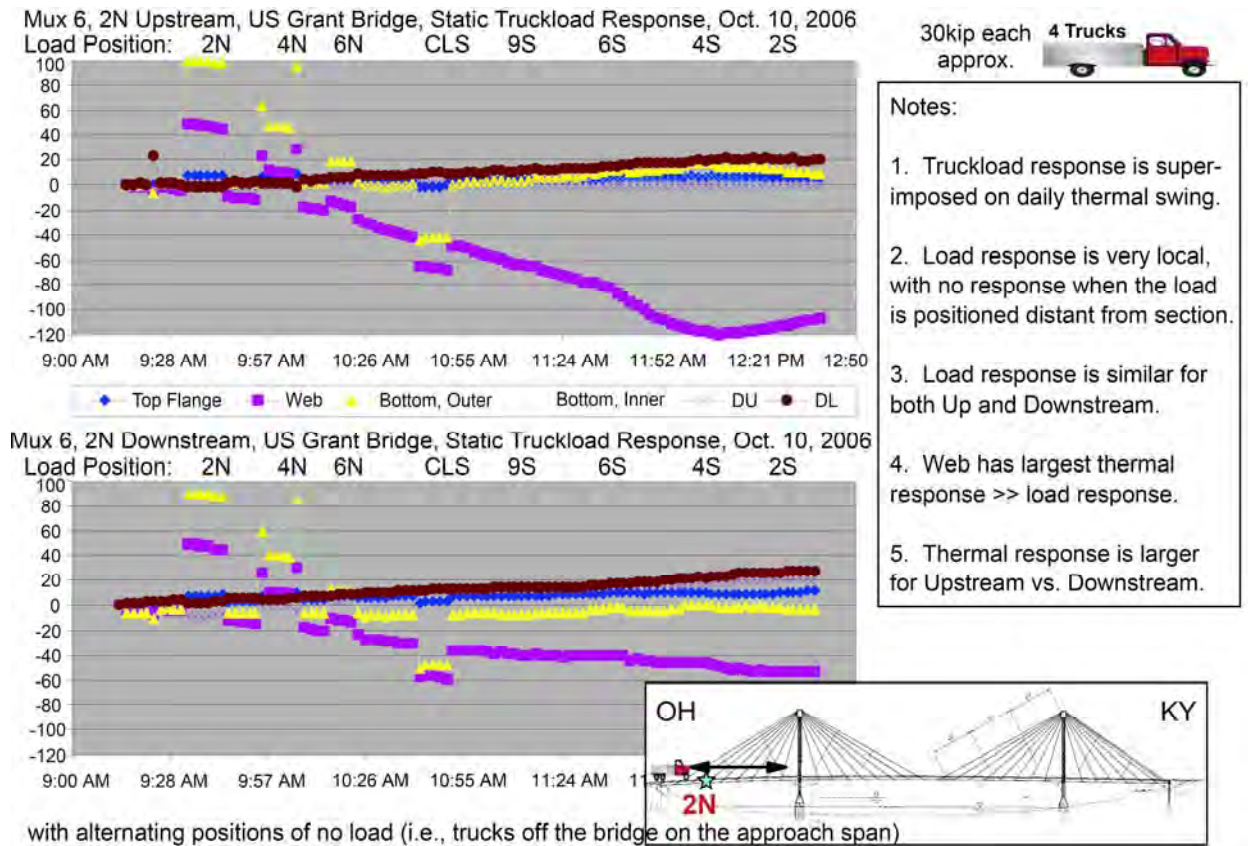 Mux 6, 2N Upstream, US Grant Bridge, Static Truckload Response, Oct. 10, 2006
Load Position: 2N 4N 6N CLS 9S 6S 4S 2S
100
80
60
40
20
0
-20
-40
-60
-80
-100
-120
9:00 AM 9:28 AM 9:57 AM 10:26 AM 10:55 AM 11:24 AM 11:52 AM 12:21 PM 12:50
Top Flange Web Bottom, Outer Bottom, Inner DU DL
Mux 6, 2N Downstream, US Grant Bridge, Static Truckload Response, Oct. 10, 2006
Load Position: 2N 4N 6N CLS 9S 6S 4S 2S
100
80
60
40
20
0
-20
-40
-60
-80
-100
-120
9:00 AM 9:28 AM 9:57 AM 10:26 AM 10:55 AM 11:24 AM
with alternating positions of no load (i.e., trucks off the bridge on the approach span)
30kip each
approx.
4 Trucks
Notes:
1. Truckload response is super-
imposed on daily thermal swing.
2. Load response is very local,
with no response when the load
is positioned distant from section.
3. Load response is similar for
both Up and Downstream.
4. Web has largest thermal
response >> load response.
5. Thermal response is larger
for Upstream vs. Downstream.
OH KY
2N